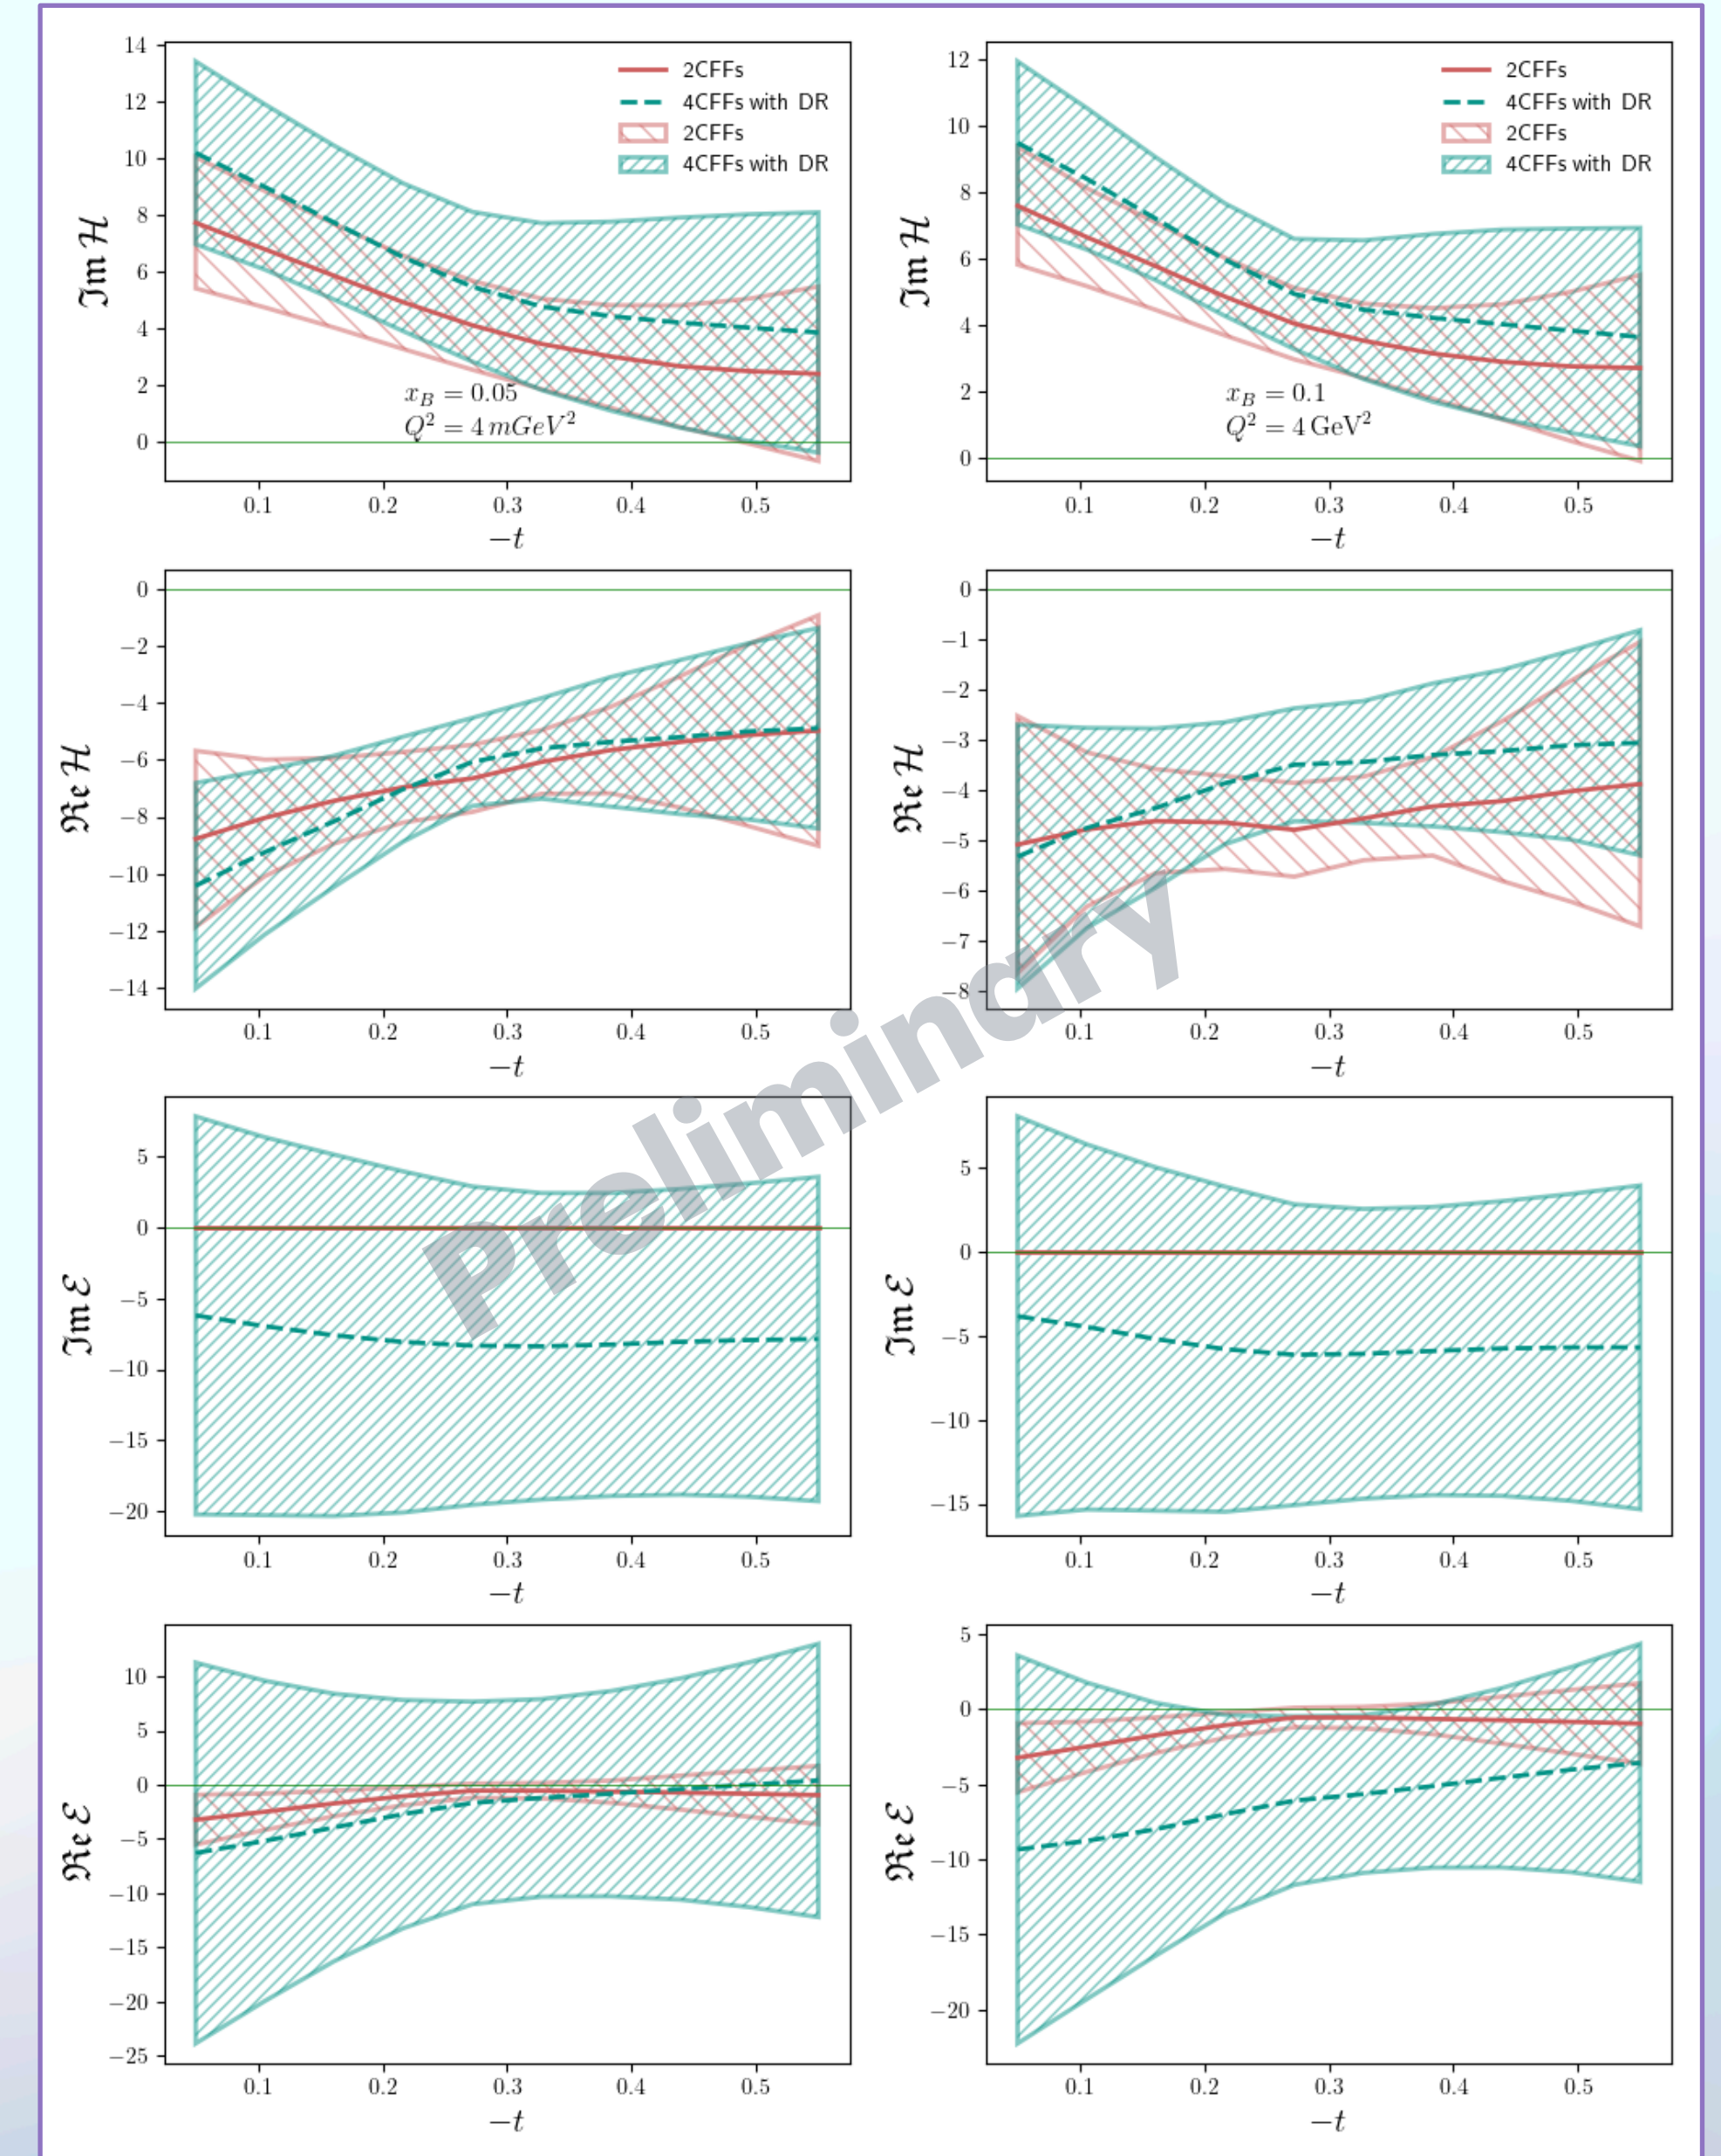 14
12
10
8
6
4
2
0
ℑm ℋ
2CFFs
4CFFs with DR
2CFFs
4CFFs with DR
x_B = 0.05
Q² = 4 mGeV²
0.1 0.2 0.3 0.4 0.5
−t
12
10
8
6
4
2
0
ℑm ℋ
2CFFs
4CFFs with DR
2CFFs
4CFFs with DR
x_B = 0.1
Q² = 4 GeV²
0.1 0.2 0.3 0.4 0.5
−t
0
−2
−4
−6
−8
−10
−12
−14
ℜe ℋ
0.1 0.2 0.3 0.4 0.5
−t
0
−1
−2
−3
−4
−5
−6
−7
−8
ℜe ℋ
0.1 0.2 0.3 0.4 0.5
−t
Preliminary
5
0
−5
−10
−15
−20
ℑm ℰ
0.1 0.2 0.3 0.4 0.5
−t
5
0
−5
−10
−15
ℑm ℰ
0.1 0.2 0.3 0.4 0.5
−t
10
5
0
−5
−10
−15
−20
−25
ℜe ℰ
0.1 0.2 0.3 0.4 0.5
−t
5
0
−5
−10
−15
−20
ℜe ℰ
0.1 0.2 0.3 0.4 0.5
−t